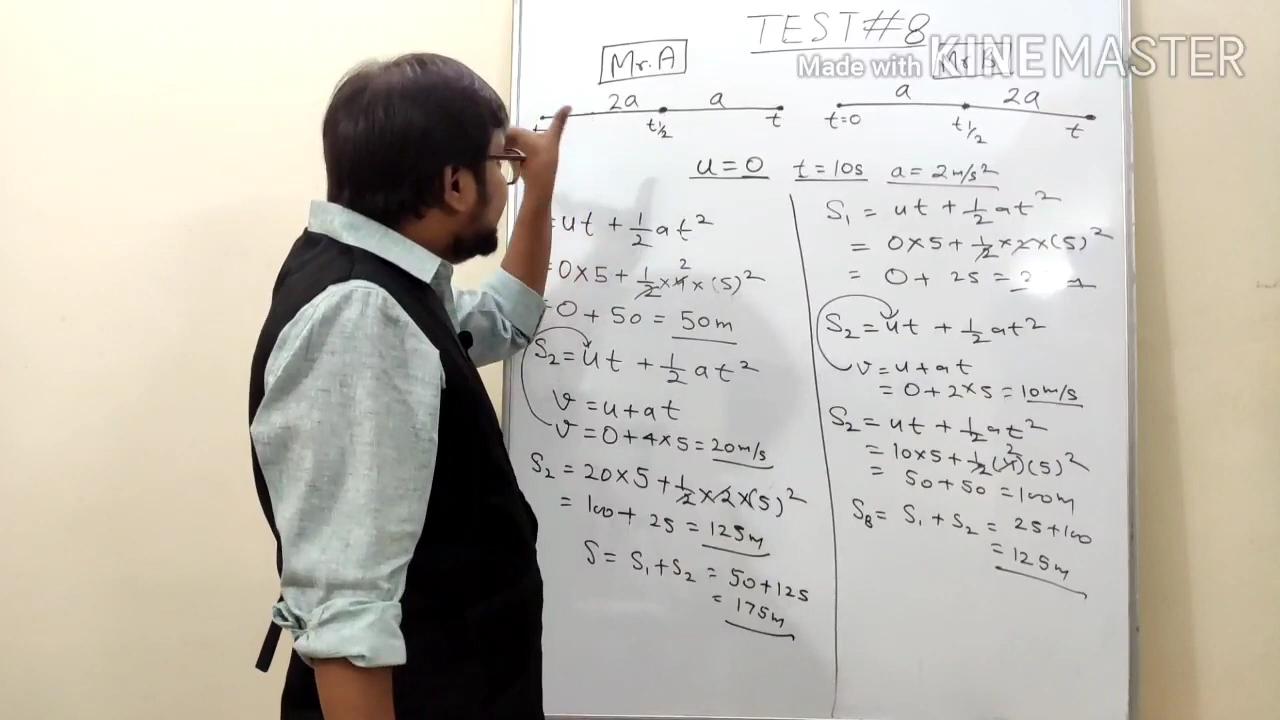 TEST#8
Made with KINEMASTER
Mr. A
2a a
t½ t
Mr B
a 2a
t=0 t½ t
u=0 t=10s a=2m/s²
=ut+½at²
=0×5+½×4×(5)² 2
=0+50=50m
S₂=ut+½at²
v=u+at
v=0+4×5=20m/s
S₂=20×5+½×2×(5)²
=100+25=125m
S=S₁+S₂=50+125
=175m
S₁=ut+½at²
=0×5+½×2×(5)²
=0+25=2 m
S₂=ut+½at²
v=u+at
=0+2×5=10m/s
S₂=ut+½at²
=10×5+½(4)(5)² 2
=50+50=100m
S_B=S₁+S₂=25+100
=125m